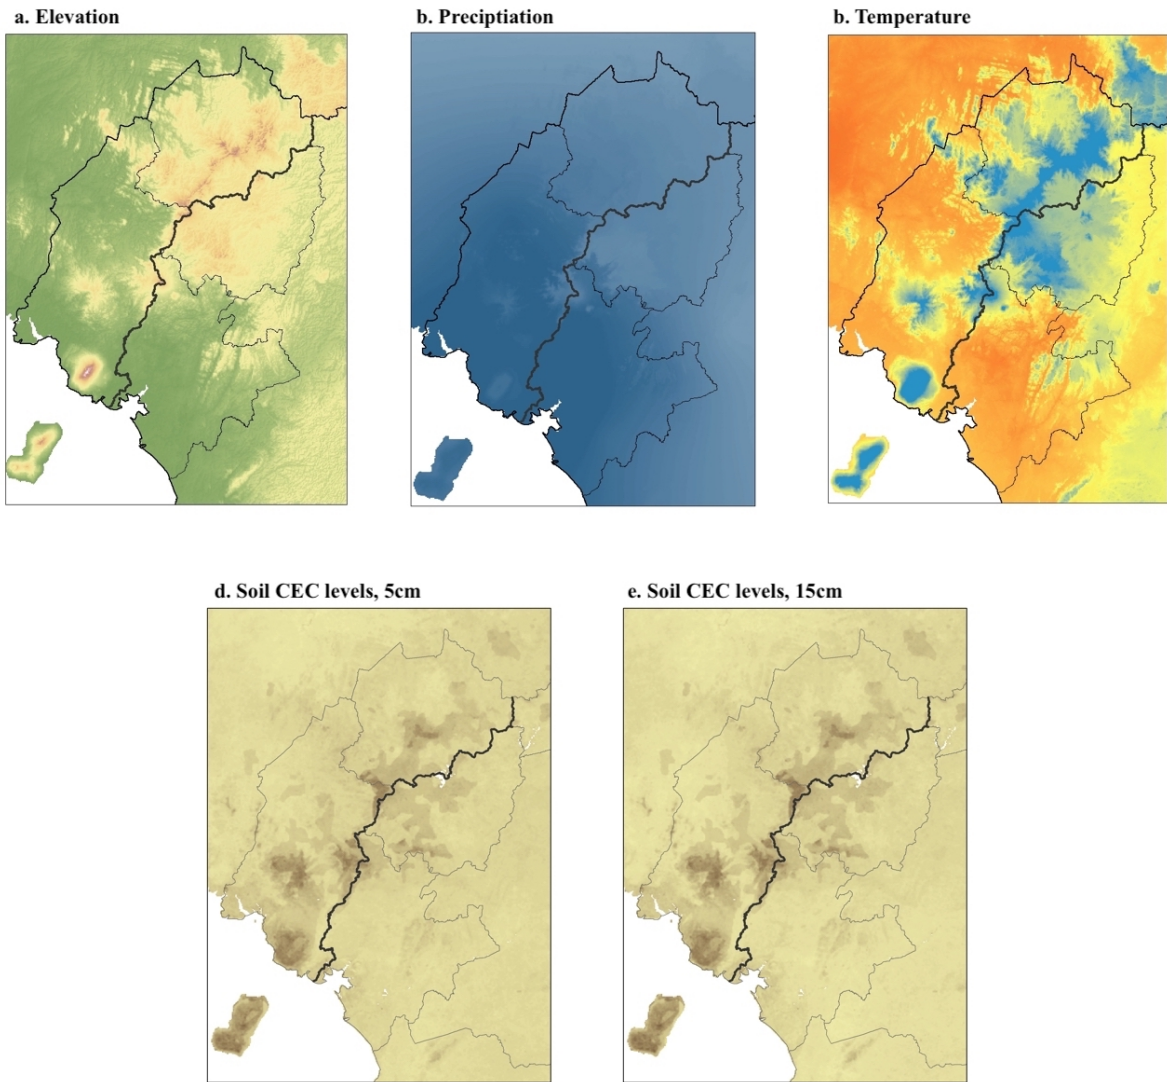 a. Elevation
b. Preciptiation
b. Temperature
d. Soil CEC levels, 5cm
e. Soil CEC levels, 15cm